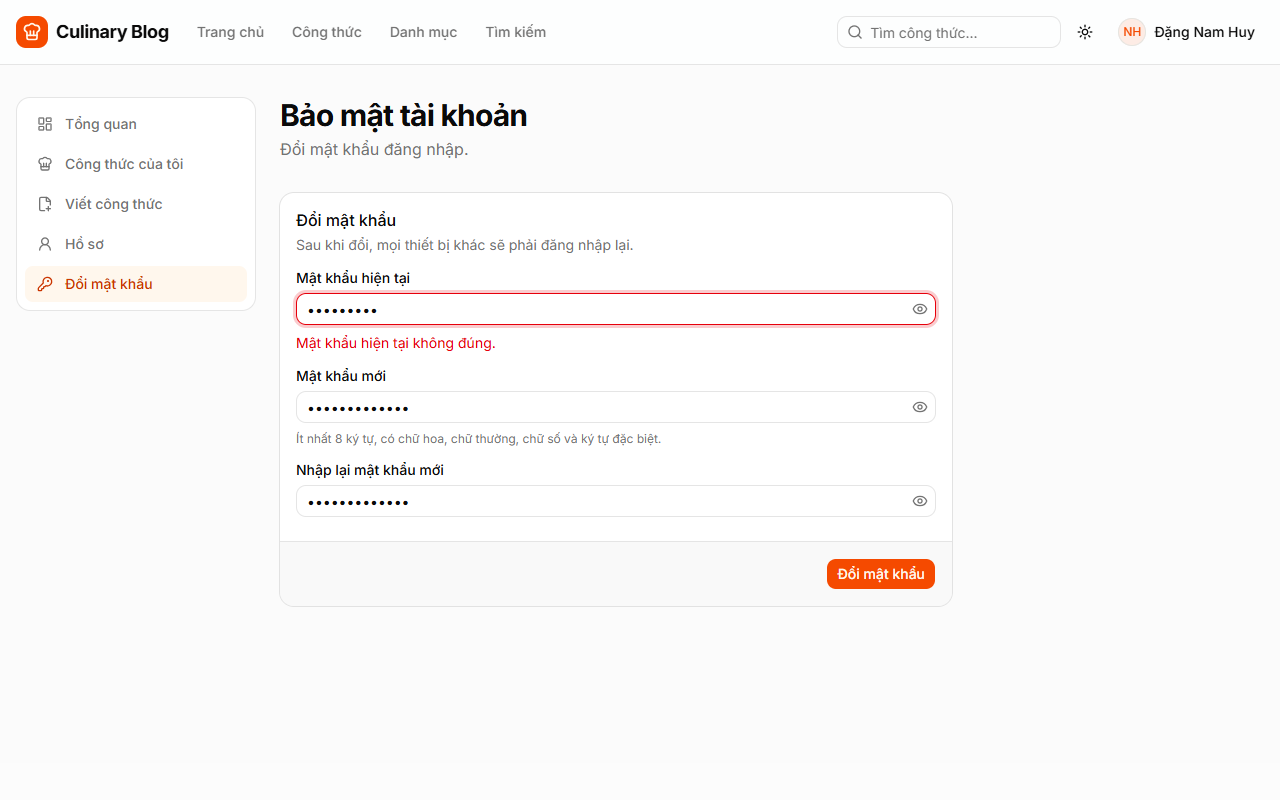 Culinary Blog
Trang chủ
Công thức
Danh mục
Tìm kiếm
Tìm công thức...
NH
Đặng Nam Huy
Tổng quan
Công thức của tôi
Viết công thức
Hồ sơ
Đổi mật khẩu
Bảo mật tài khoản
Đổi mật khẩu đăng nhập.
Đổi mật khẩu
Sau khi đổi, mọi thiết bị khác sẽ phải đăng nhập lại.
Mật khẩu hiện tại
•••••••••
Mật khẩu hiện tại không đúng.
Mật khẩu mới
•••••••••••••
Ít nhất 8 ký tự, có chữ hoa, chữ thường, chữ số và ký tự đặc biệt.
Nhập lại mật khẩu mới
•••••••••••••
Đổi mật khẩu